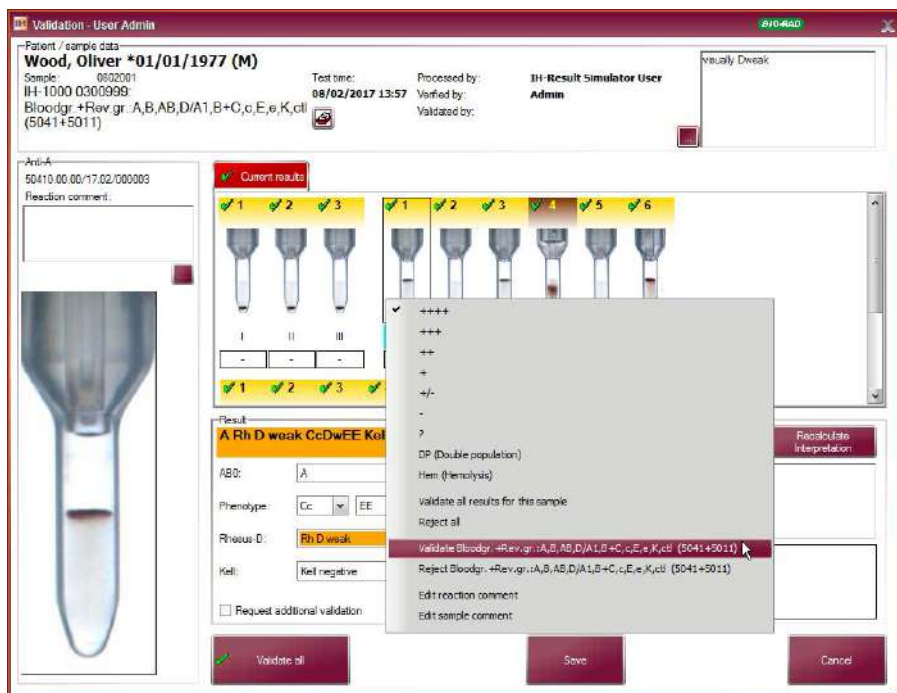 Validation - User Admin
BIO-RAD
Patient / sample data
Wood, Oliver *01/01/1977 (M)
Sample: 0802001
IH-1000 0300999:
Bloodgr.+Rev.gr.:A,B,AB,D/A1,B+C,c,E,e,K,ctl
(5041+5011)
Test time:
08/02/2017 13:57
Processed by: IH-Result Simulator User
Verified by: Admin
Validated by:
visually Dweak
Anti-A
50410.00.00/17.02/000003
Reaction comment:
Current results
1 2 3 1 2 3 4 5 6
I II III
- - -
1 2 3
++++
+++
++
+
+/-
-
?
DP (Double population)
Hem (Hemolysis)
Validate all results for this sample
Reject all
Validate Bloodgr.+Rev.gr.:A,B,AB,D/A1,B+C,c,E,e,K,ctl (5041+5011)
Reject Bloodgr.+Rev.gr.:A,B,AB,D/A1,B+C,c,E,e,K,ctl (5041+5011)
Edit reaction comment
Edit sample comment
Result
A Rh D weak CcDwEE Kel
Recalculate
Interpretation
AB0: A
Phenotype: Cc EE
Rhesus-D: Rh D weak
Kell: Kell negative
Request additional validation
Validate all
Save
Cancel